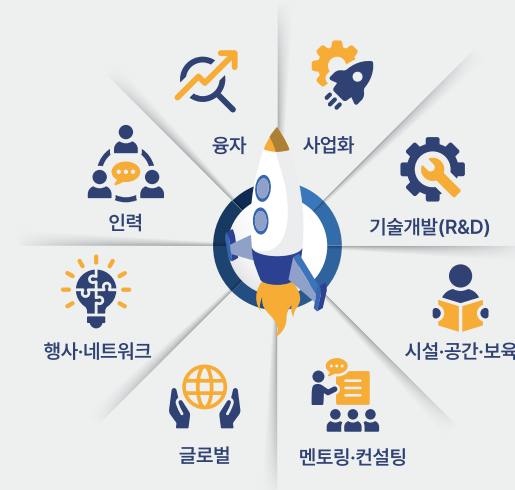 융자
사업화
인력
기술개발(R&D)
행사·네트워크
시설·공간·보육
글로벌
멘토링·컨설팅